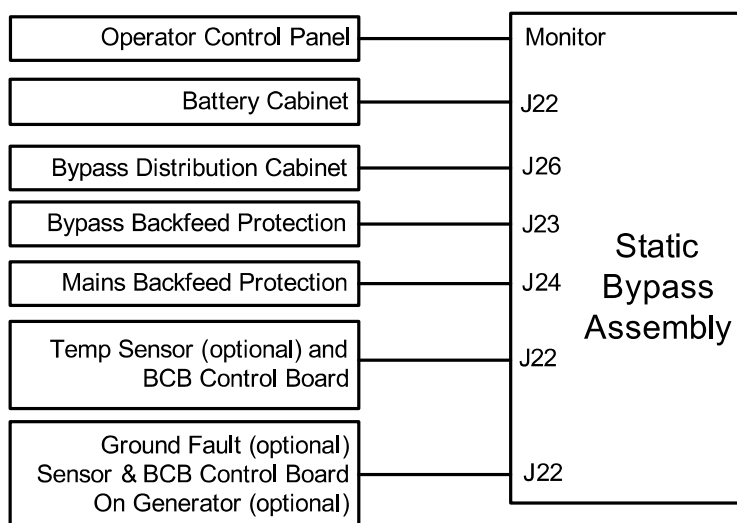 Operator Control Panel
Monitor
Battery Cabinet
J22
Bypass Distribution Cabinet
J26
Bypass Backfeed Protection
J23
Mains Backfeed Protection
J24
Temp Sensor (optional) and
BCB Control Board
J22
Ground Fault (optional)
Sensor & BCB Control Board
On Generator (optional)
J22
Static
Bypass
Assembly